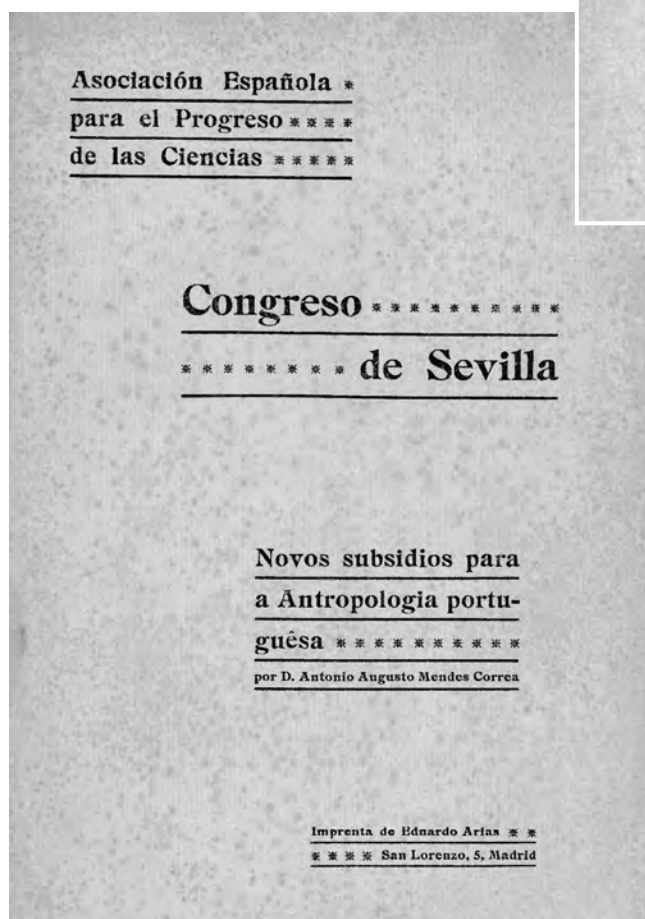 Asociación Española *
para el Progreso * * * *
de las Ciencias * * * * *
Congreso * * * * * * * * * *
* * * * * * * * de Sevilla
Novos subsidios para
a Antropologia portu-
guêsa * * * * * * * * * *
por D. Antonio Augusto Mendes Correa
Imprenta de Eduardo Arias * *
* * * * San Lorenzo, 5, Madrid